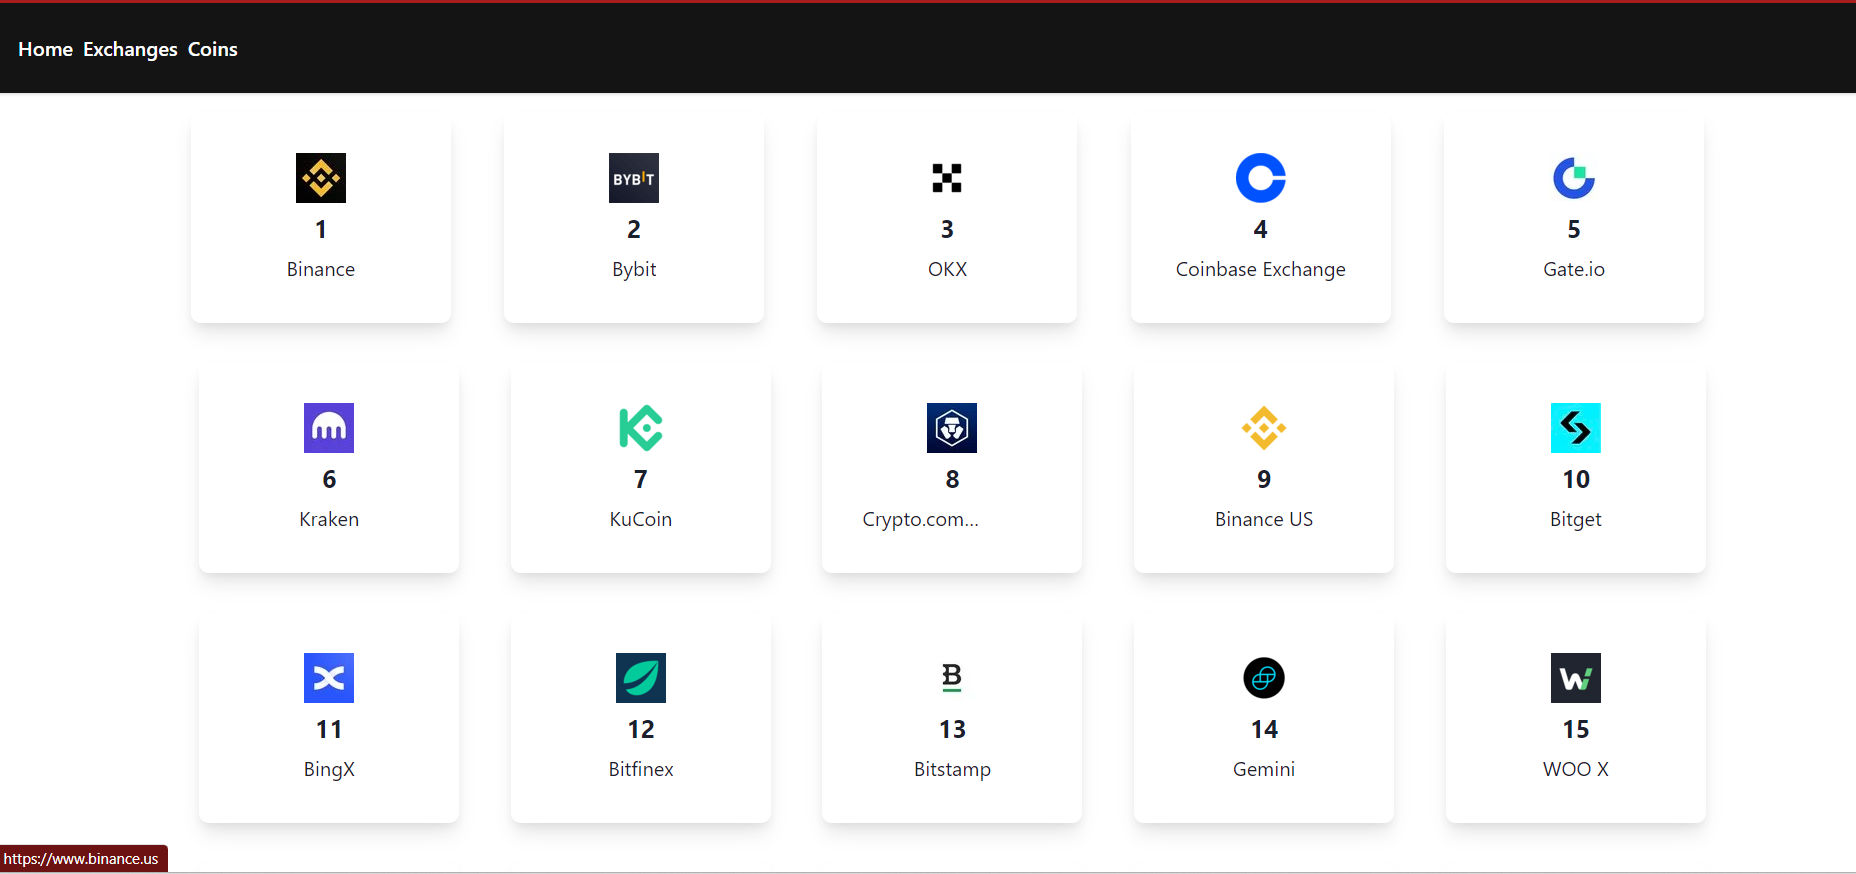 Home Exchanges Coins
BYBIT
1
2
3
4
5
Binance
Bybit
OKX
Coinbase Exchange
Gate.io
6
7
8
9
10
Kraken
KuCoin
Crypto.com...
Binance US
Bitget
B
W
11
12
13
14
15
BingX
Bitfinex
Bitstamp
Gemini
WOO X
https://www.binance.us